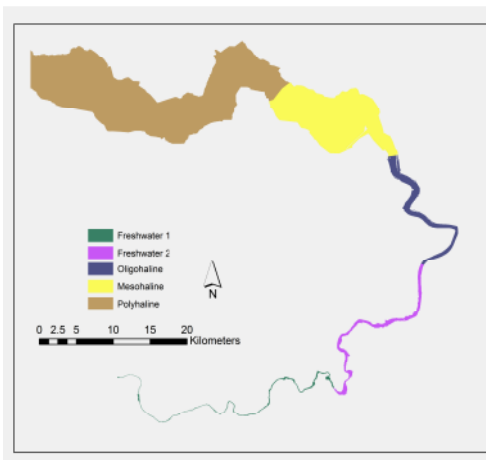 Freshwater 1
Freshwater 2
Oligohaline
Mesohaline
Polyhaline
N
0 2.5 5 10 15 20
Kilometers